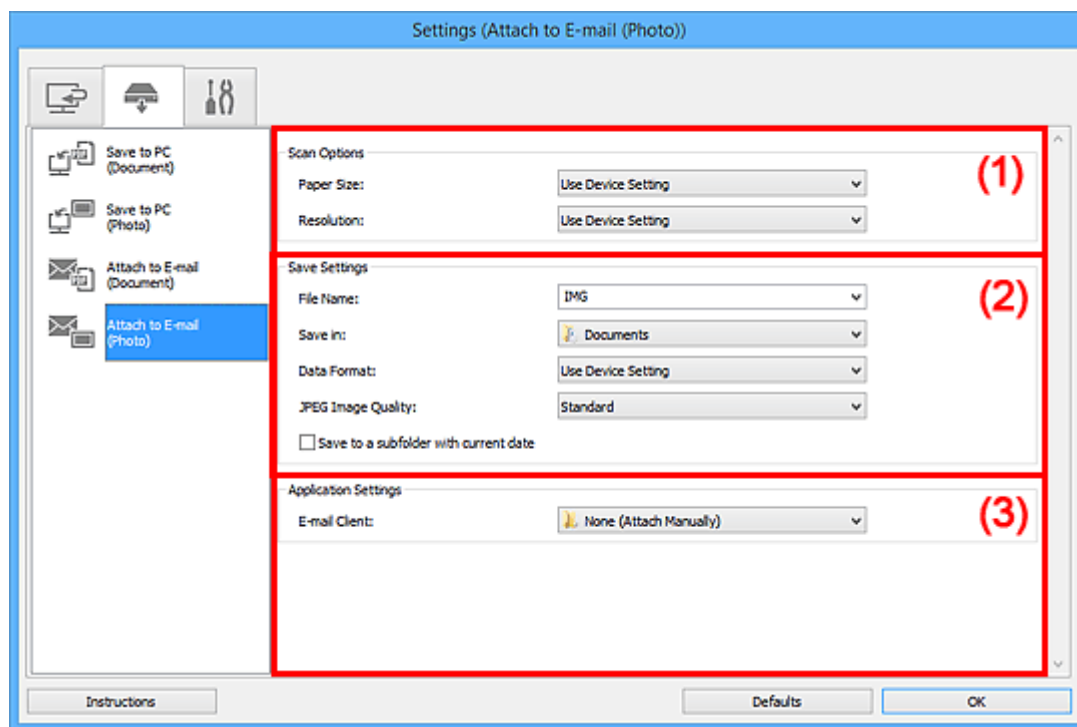 Settings (Attach to E-mail (Photo))
Save to PC
(Document)
Save to PC
(Photo)
Attach to E-mail
(Document)
Attach to E-mail
(Photo)
Scan Options
(1)
Paper Size: Use Device Setting
Resolution: Use Device Setting
Save Settings
(2)
File Name: IMG
Save in: Documents
Data Format: Use Device Setting
JPEG Image Quality: Standard
Save to a subfolder with current date
Application Settings
(3)
E-mail Client: None (Attach Manually)
Instructions Defaults OK